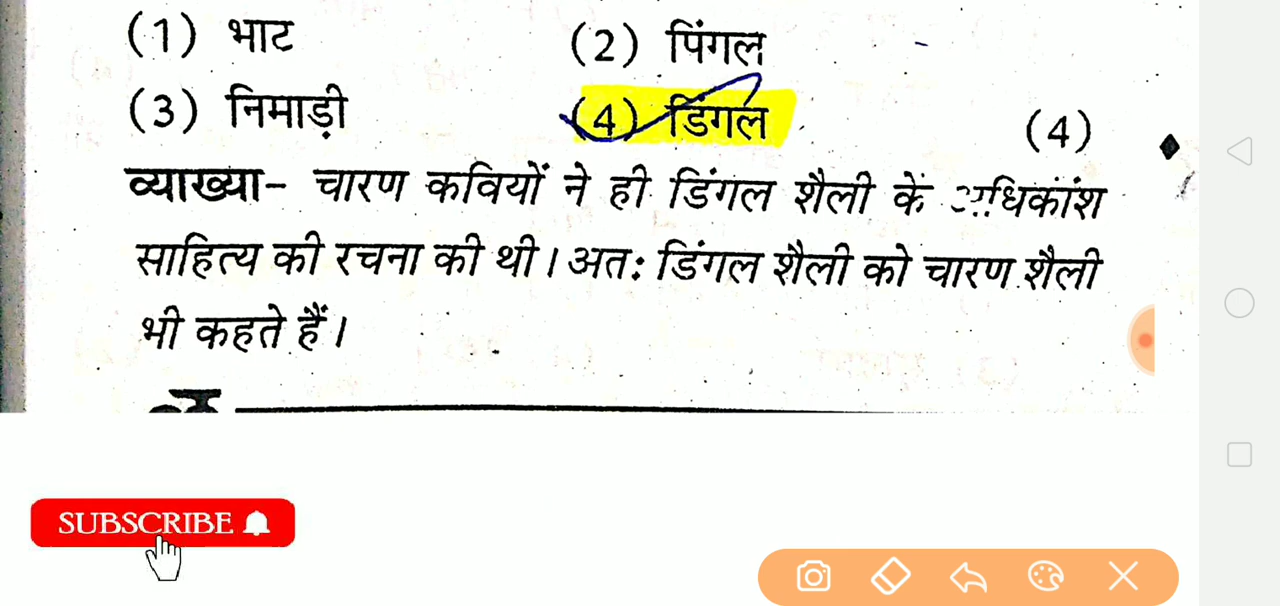 (1) भाट (2) पिंगल
(3) निमाड़ी (4) डिंगल (4)
व्याख्या- चारण कवियों ने ही डिंगल शैली के अधिकांश
साहित्य की रचना की थी। अतः डिंगल शैली को चारण शैली
भी कहते हैं।
SUBSCRIBE